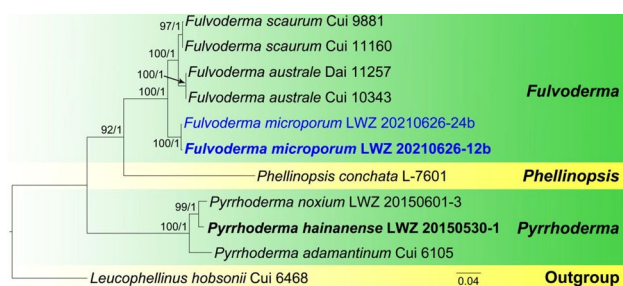 97/1
Fulvoderma scaurum Cui 9881
100/1
Fulvoderma scaurum Cui 11160
100/1
Fulvoderma australe Dai 11257
100/1
Fulvoderma australe Cui 10343
Fulvoderma
Fulvoderma microporum LWZ 20210626-24b
92/1
100/1
Fulvoderma microporum LWZ 20210626-12b
Phellinopsis conchata L-7601
Phellinopsis
99/1
Pyrrhoderma noxium LWZ 20150601-3
100/1
Pyrrhoderma hainanense LWZ 20150530-1
Pyrrhoderma
Pyrrhoderma adamantinum Cui 6105
Leucophellinus hobsonii Cui 6468
0.04
Outgroup